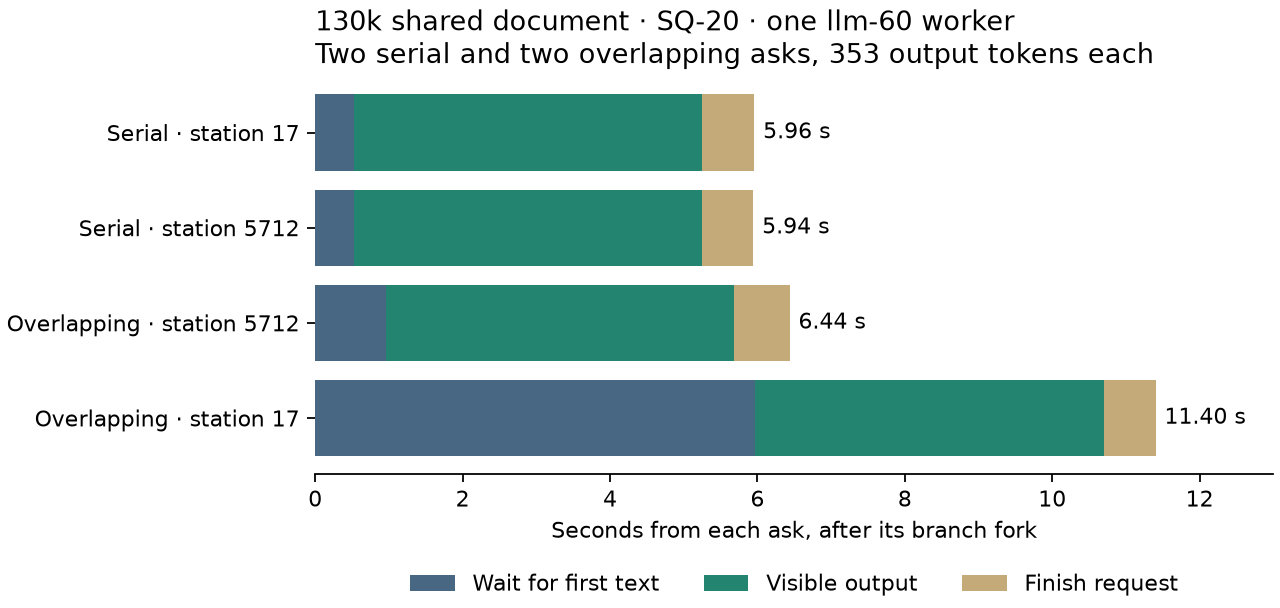 130k shared document · SQ-20 · one llm-60 worker
Two serial and two overlapping asks, 353 output tokens each
Serial · station 17
5.96 s
Serial · station 5712
5.94 s
Overlapping · station 5712
6.44 s
Overlapping · station 17
11.40 s
0 2 4 6 8 10 12
Seconds from each ask, after its branch fork
Wait for first text Visible output Finish request